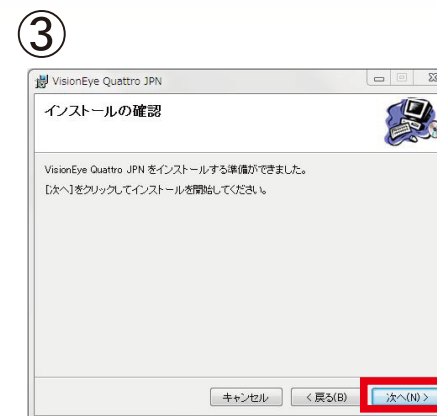 ③
VisionEye Quattro JPN
インストールの確認
VisionEye Quattro JPN をインストールする準備ができました。
[次へ]をクリックしてインストールを開始してください。
キャンセル
< 戻る(B)
次へ(N) >